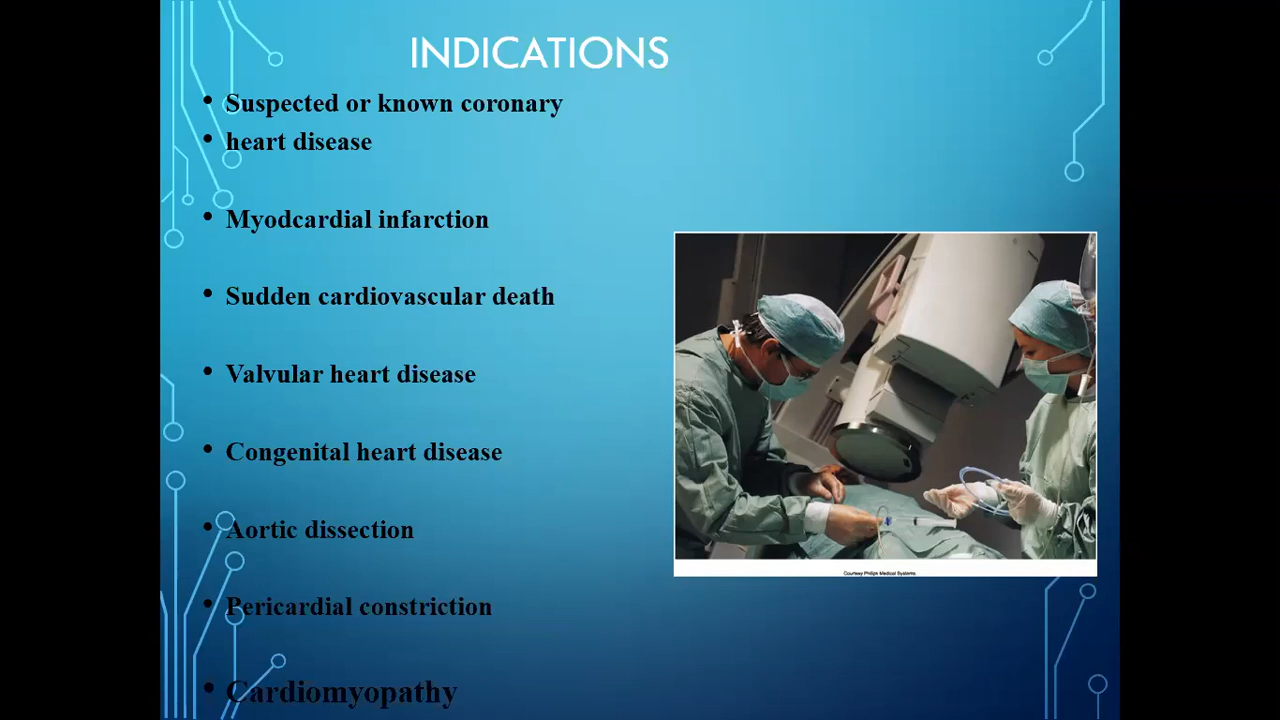 INDICATIONS
• Suspected or known coronary
• heart disease
• Myodcardial infarction
• Sudden cardiovascular death
• Valvular heart disease
• Congenital heart disease
• Aortic dissection
• Pericardial constriction
• Cardiomyopathy
Courtesy Philips Medical Systems